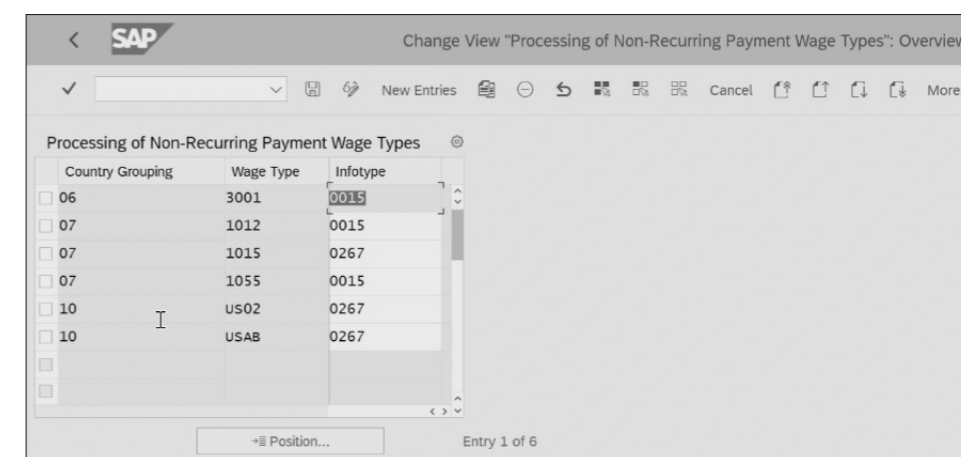 SAP
Change View "Processing of Non-Recurring Payment Wage Types": Overview
New Entries Cancel More
Processing of Non-Recurring Payment Wage Types
Country Grouping Wage Type Infotype
06 3001 0015
07 1012 0015
07 1015 0267
07 1055 0015
10 US02 0267
10 USAB 0267
Position... Entry 1 of 6